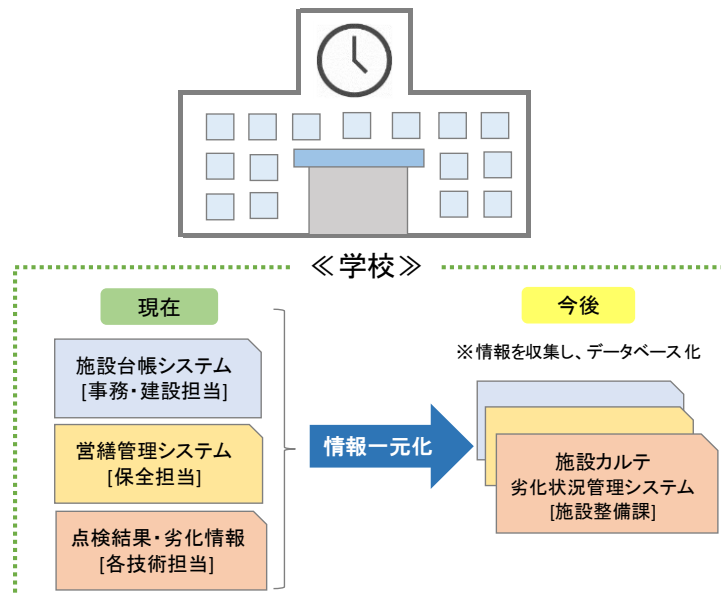 ≪学校≫
現在
施設台帳システム
[事務・建設担当]
営繕管理システム
[保全担当]
点検結果・劣化情報
[各技術担当]
情報一元化
今後
※情報を収集し、データベース化
施設カルテ
劣化状況管理システム
[施設整備課]